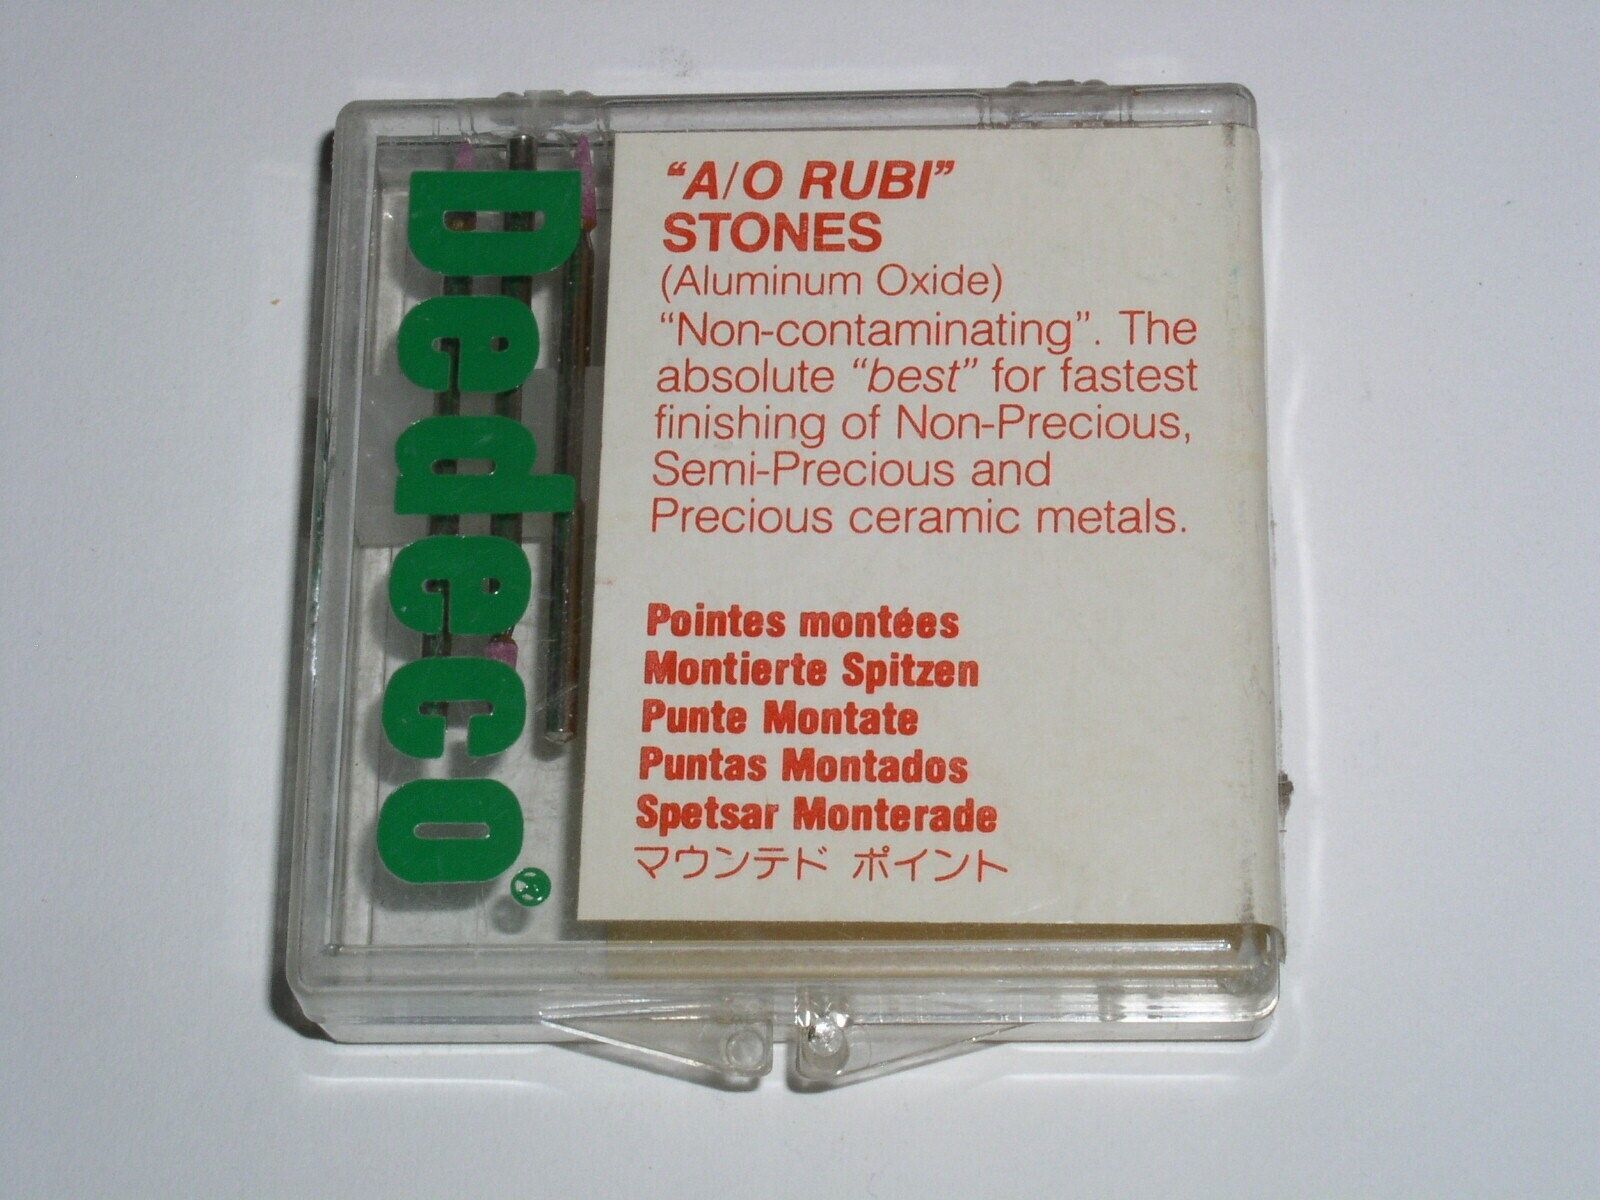 Dedeco
"A/O RUBI"
STONES
(Aluminum Oxide)
"Non-contaminating". The
absolute "best" for fastest
finishing of Non-Precious,
Semi-Precious and
Precious ceramic metals.
Pointes montées
Montierte Spitzen
Punte Montate
Puntas Montados
Spetsar Monterade
マウンテド ポイント